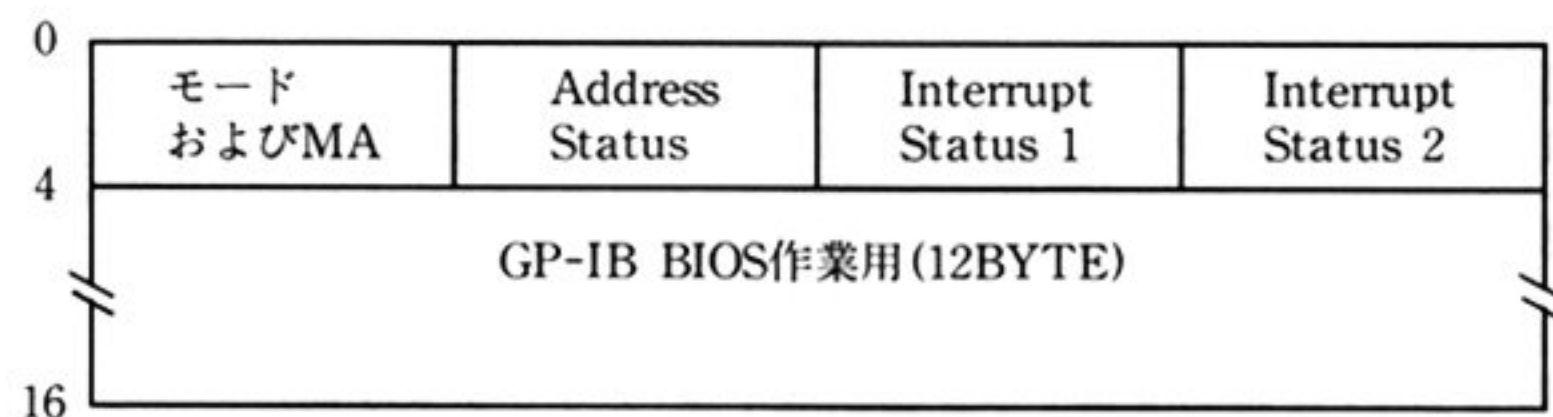 0
モード
およびMA
Address
Status
Interrupt
Status 1
Interrupt
Status 2
4
GP-IB BIOS作業用(12BYTE)
16